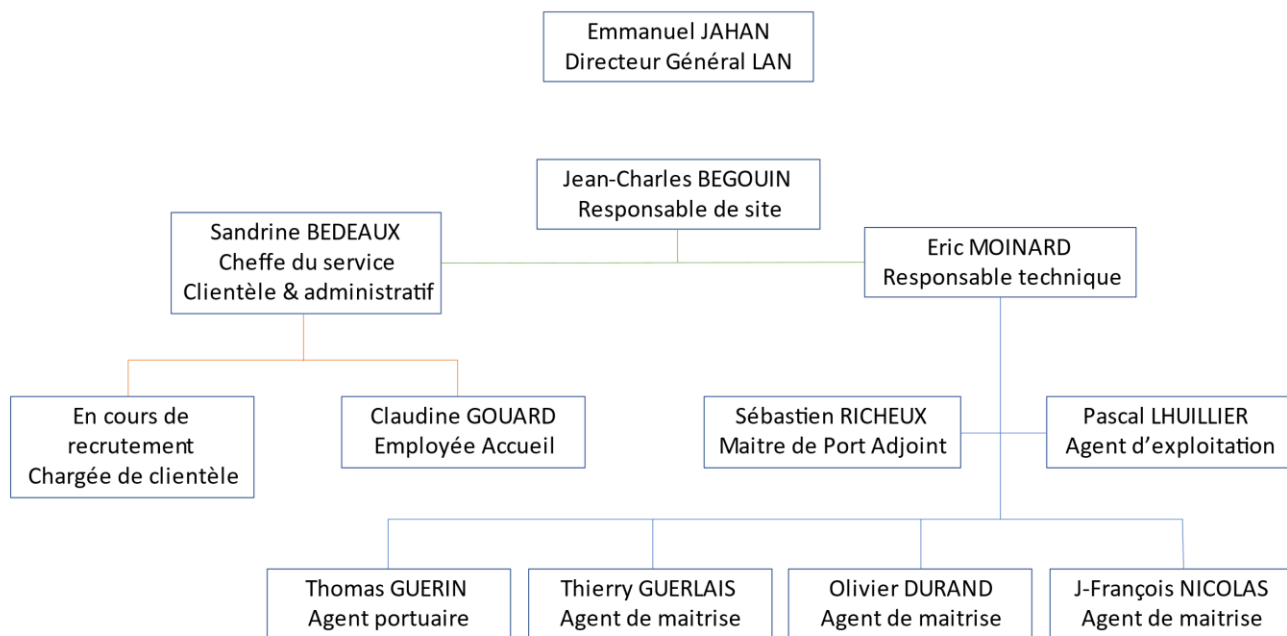 Emmanuel JAHAN
Directeur Général LAN
Jean-Charles BEGOUIN
Responsable de site
Sandrine BEDEAUX
Cheffe du service
Clientèle & administratif
Eric MOINARD
Responsable technique
En cours de
recrutement
Chargée de clientèle
Claudine GOUARD
Employée Accueil
Sébastien RICHEUX
Maitre de Port Adjoint
Pascal LHUILLIER
Agent d’exploitation
Thomas GUERIN
Agent portuaire
Thierry GUERLAIS
Agent de maitrise
Olivier DURAND
Agent de maitrise
J-François NICOLAS
Agent de maitrise